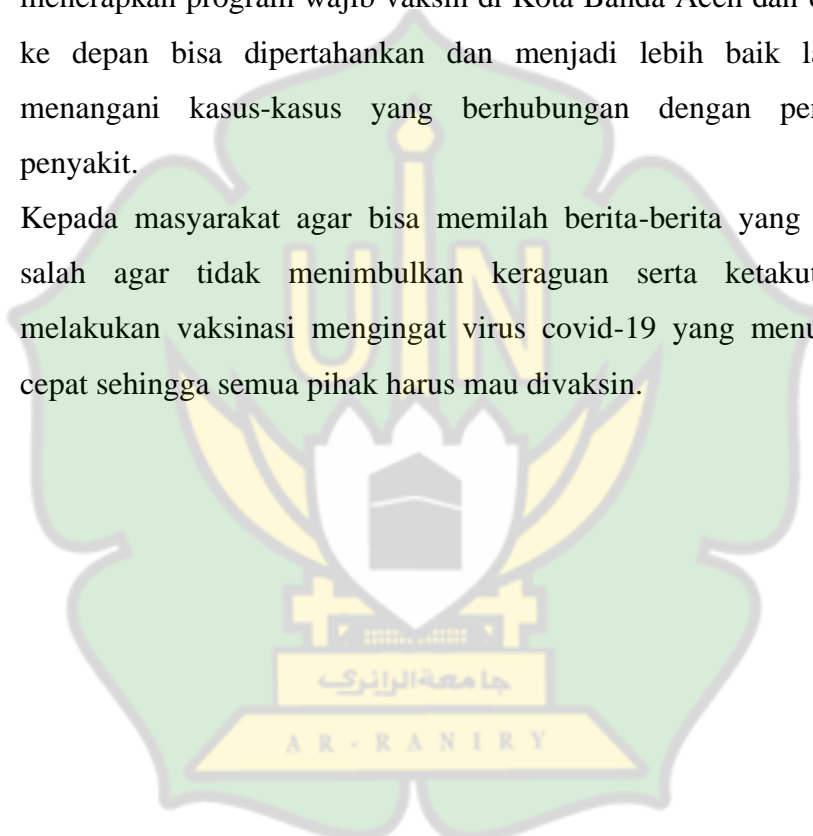 menerapkan program wajib vaksin di Kota Banda Aceh dan
ke depan bisa dipertahankan dan menjadi lebih baik
menangani kasus-kasus yang berhubungan dengan
penyakit.
Kepada masyarakat agar bisa memilah berita-berita yang
salah agar tidak menimbulkan keraguan serta
melakukan vaksinasi mengingat virus covid-19 yang
cepat sehingga semua pihak harus mau divaksin.
UIN
جامعة الرانري
AR-RANIRY